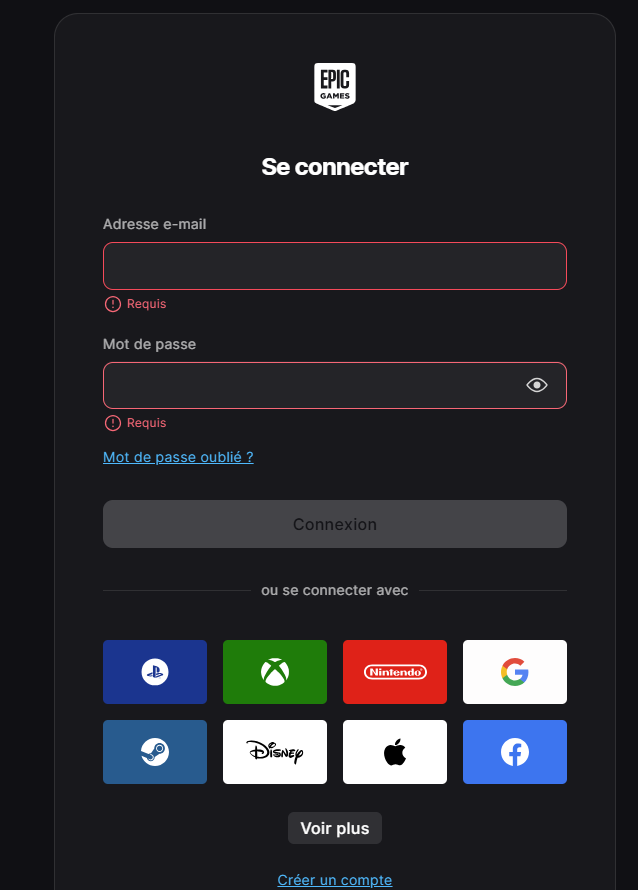 EPIC
GAMES
Se connecter
Adresse e-mail
Requis
Mot de passe
Requis
Mot de passe oublié ?
Connexion
ou se connecter avec
Nintendo
Disney
Voir plus
Créer un compte